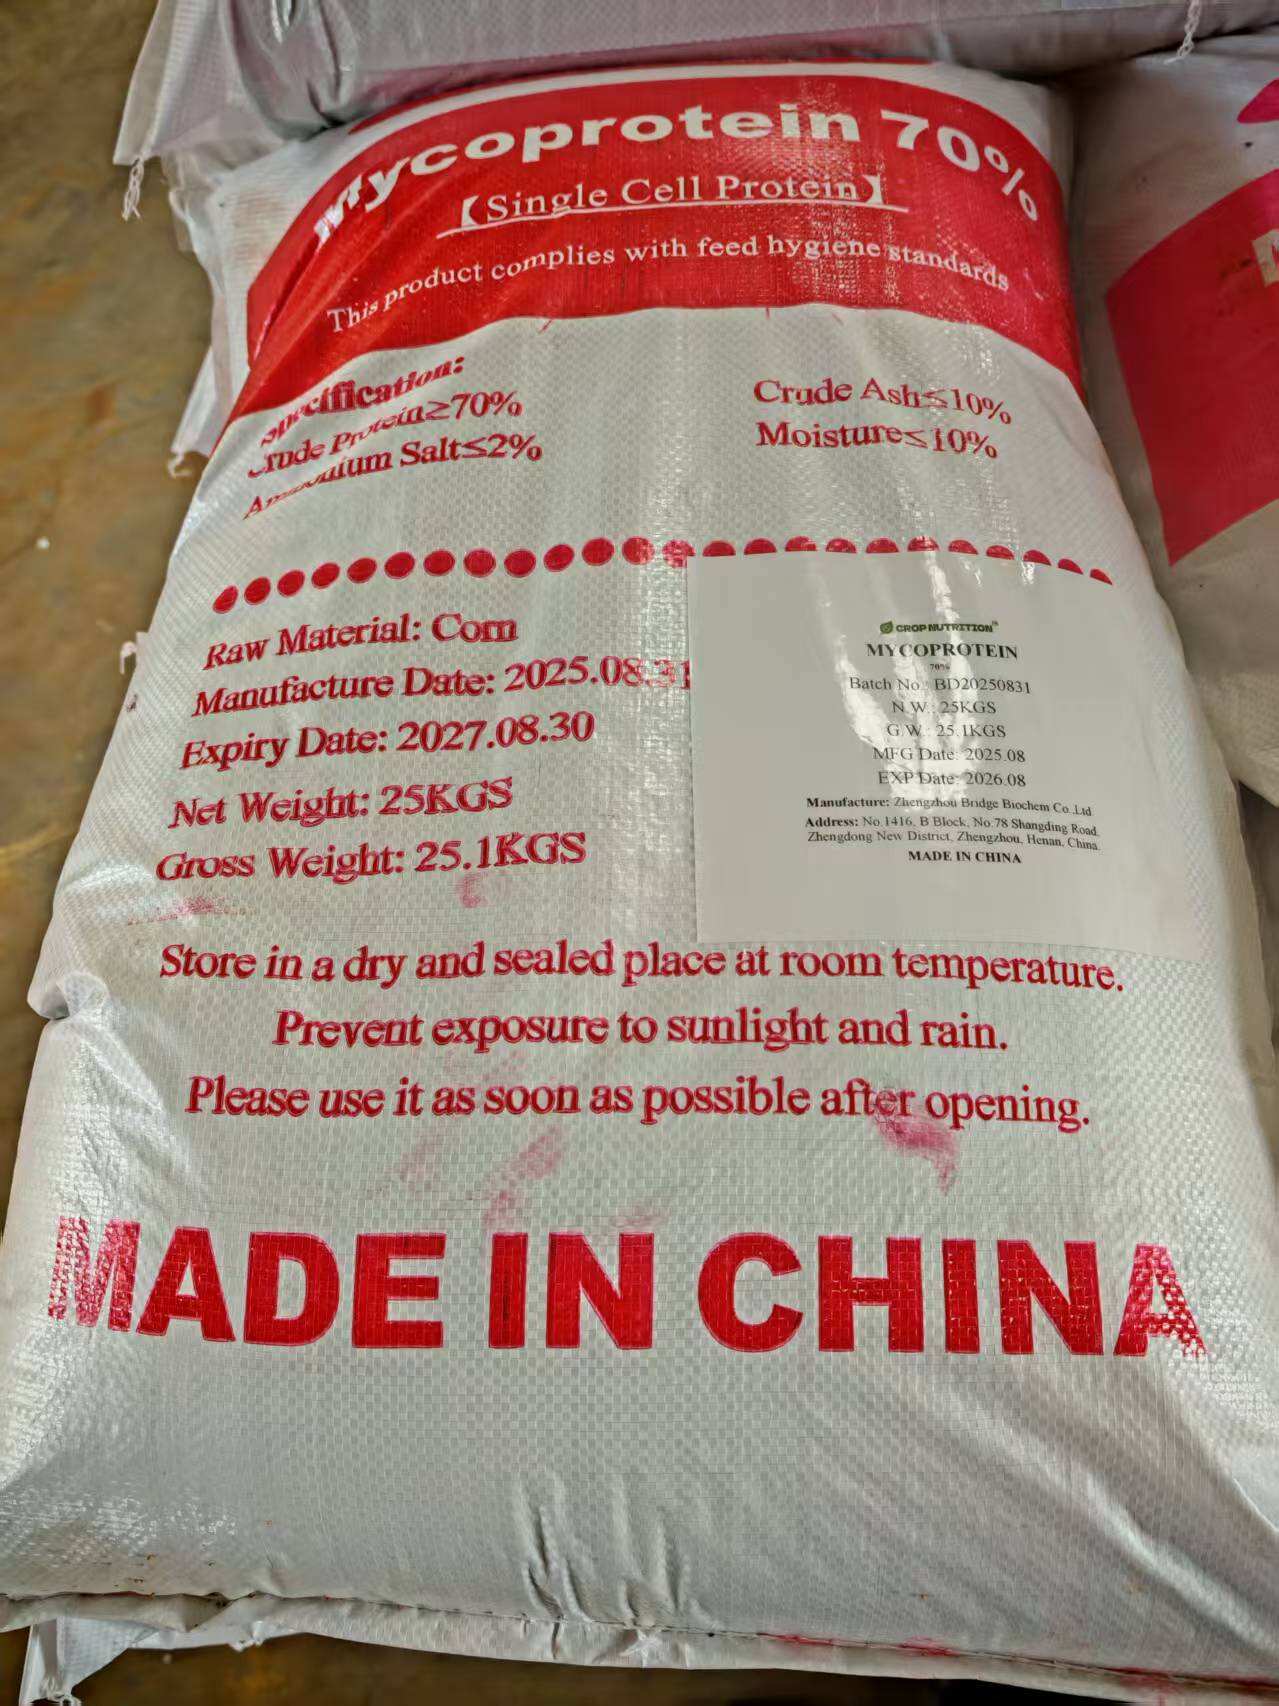 Mycoprotein 70%
【Single Cell Protein】
This product complies with feed hygiene standards
Specification:
Crude Protein≥70%
Crude Ash≤10%
Ammonium Salt≤2%
Moisture≤10%
Raw Material: Corn
Manufacture Date: 2025.08.31
Expiry Date: 2027.08.30
Net Weight: 25KGS
Gross Weight: 25.1KGS
CROP NUTRITION
MYCOPROTEIN
70%
Batch No.: BD20250831
N.W.: 25KGS
G.W.: 25.1KGS
MFG Date: 2025.08
EXP Date: 2026.08
Manufacture: Zhengzhou Bridge Biochem Co.,Ltd
Address: No.1416, B Block, No.78 Shangding Road,
Zhengdong New District, Zhengzhou, Henan, China.
MADE IN CHINA
Store in a dry and sealed place at room temperature.
Prevent exposure to sunlight and rain.
Please use it as soon as possible after opening.
MADE IN CHINA